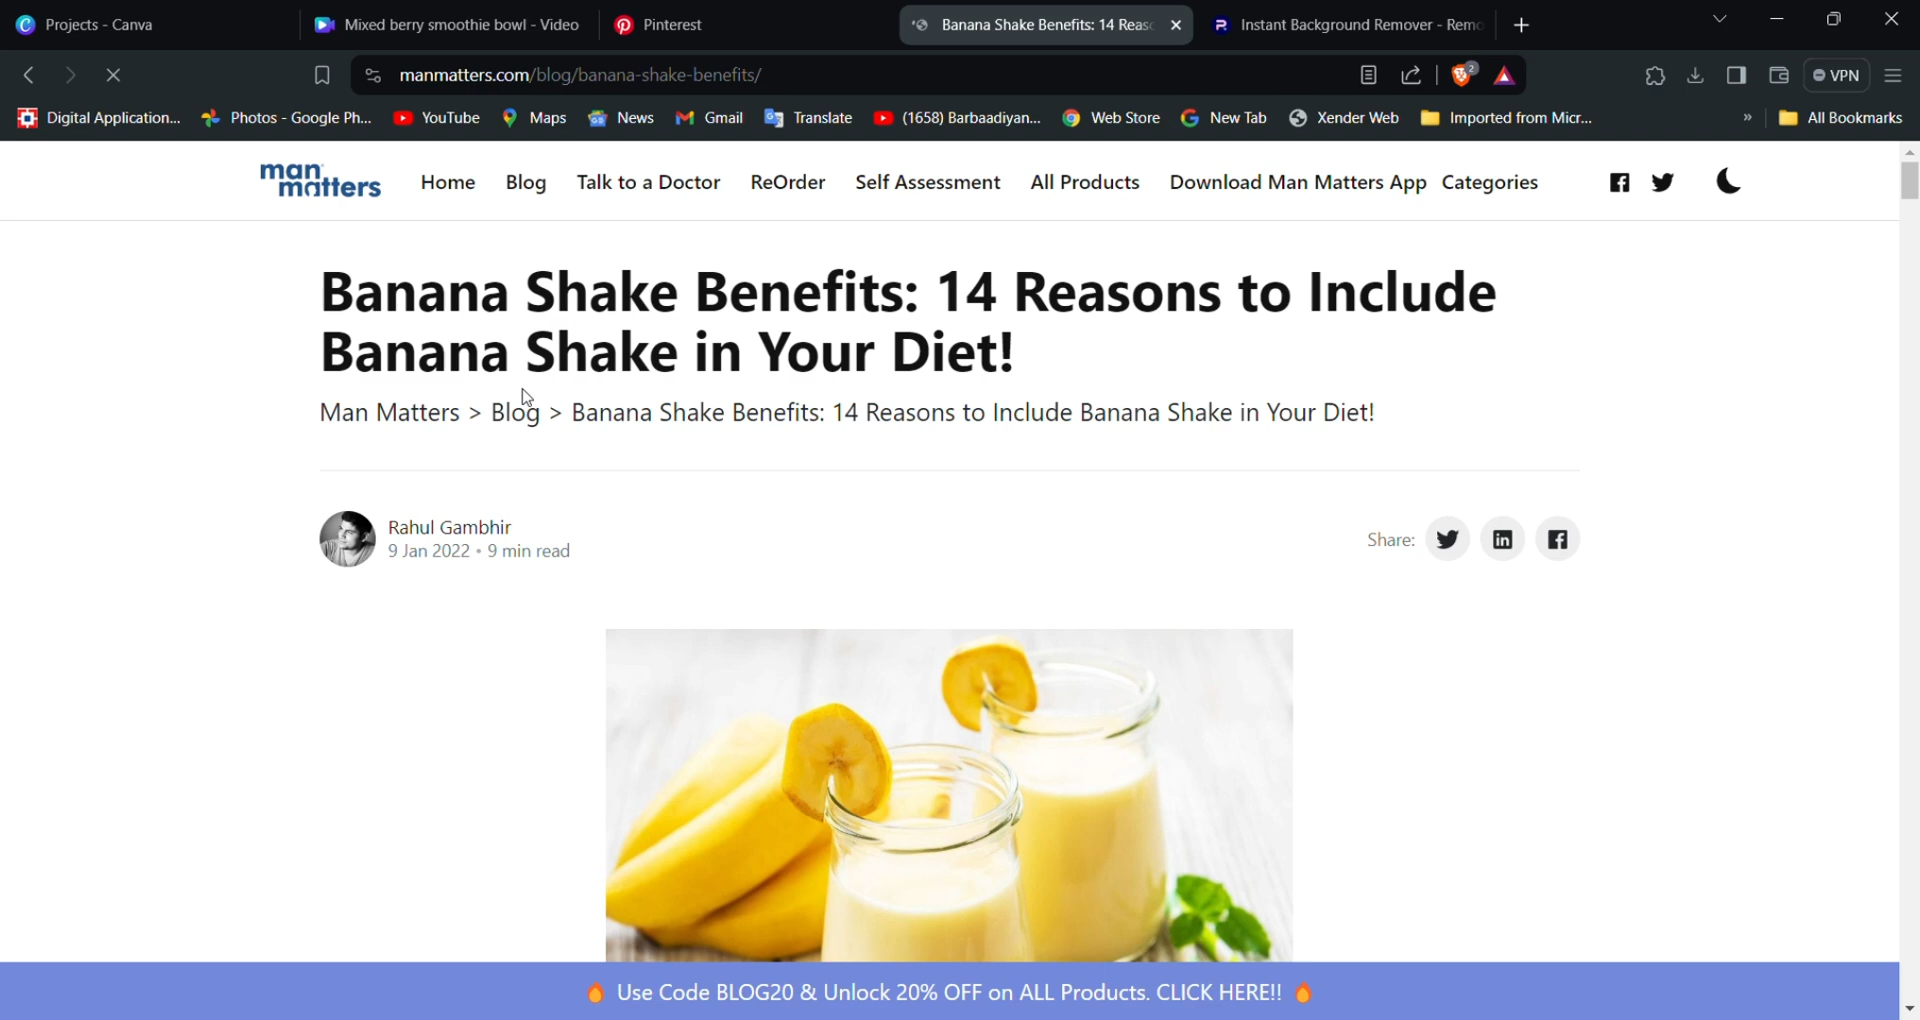 Projects - Canva
Mixed berry smoothie bowl - Video
Pinterest
Banana Shake Benefits: 14 Reas
Instant Background Remover - Remo
manmatters.com/blog/banana-shake-benefits/
2
VPN
Digital Application...
Photos - Google Ph...
YouTube
Maps
News
Gmail
Translate
(1658) Barbaadiyan...
Web Store
New Tab
Xender Web
Imported from Micr...
»
All Bookmarks
man
matters
Home
Blog
Talk to a Doctor
ReOrder
Self Assessment
All Products
Download Man Matters App
Categories
Banana Shake Benefits: 14 Reasons to Include
Banana Shake in Your Diet!
Man Matters > Blog > Banana Shake Benefits: 14 Reasons to Include Banana Shake in Your Diet!
Rahul Gambhir
9 Jan 2022 • 9 min read
Share:
🔥 Use Code BLOG20 & Unlock 20% OFF on ALL Products. CLICK HERE!! 🔥